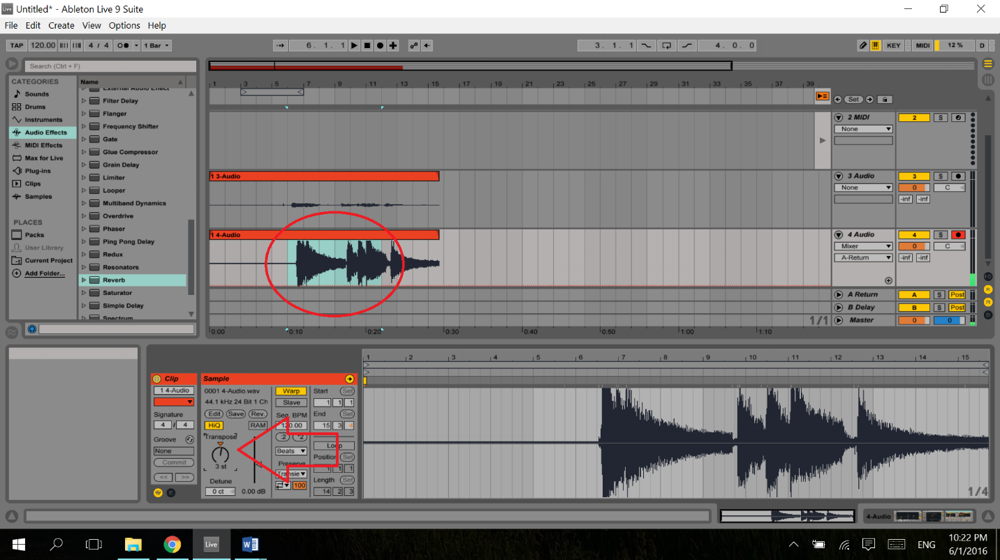 Live Untitled* - Ableton Live 9 Suite
File Edit Create View Options Help
TAP 120.00 4 / 4 1 Bar 6. 1. 1 3. 1. 1 4. 0. 0 KEY MIDI 12 % D
Search (Ctrl + F)
CATEGORIES
Sounds
Drums
Instruments
Audio Effects
MIDI Effects
Max for Live
Plug-ins
Clips
Samples
PLACES
Packs
User Library
Current Project
Add Folder...
Name
External Audio Effect
Filter Delay
Flanger
Frequency Shifter
Gate
Glue Compressor
Grain Delay
Limiter
Looper
Multiband Dynamics
Overdrive
Phaser
Ping Pong Delay
Redux
Resonators
Reverb
Saturator
Simple Delay
Spectrum
1 3 5 7 9 11 13 15 17 19 21 23 25 27 29 31 33 35 37 39
Set
2 MIDI 2 S
None
1 3-Audio
3 Audio 3 S
None 0 C
-inf -inf
1 4-Audio
4 Audio 4 S
Mixer 0 C
A-Return -inf -inf
A Return A S Post
B Delay B S Post
1/1 Master 0 0
0:00 0:10 0:20 0:30 0:40 0:50 1:00 1:10
Clip
1 4-Audio
Signature
4 / 4
Groove
None
Commit
<< >>
Sample
0001 4-Audio.wav
44.1 kHz 24 Bit 1 Ch
Edit Save Rev.
HiQ RAM
Transpose
3 st
Detune
0 ct 0.00 dB
Warp
Slave
Seg. BPM
120.00
:2 *2
Beats
Preserve
Transie
100
Start Set
1 1 1
End Set
15 3
Loop
Position Set
1 1 1
Length Set
14 2 3
1 2 3 4 5 6 7 8 9 10 11 12 13 14 15
1/4
4-Audio
Live
ENG
10:22 PM
6/1/2016